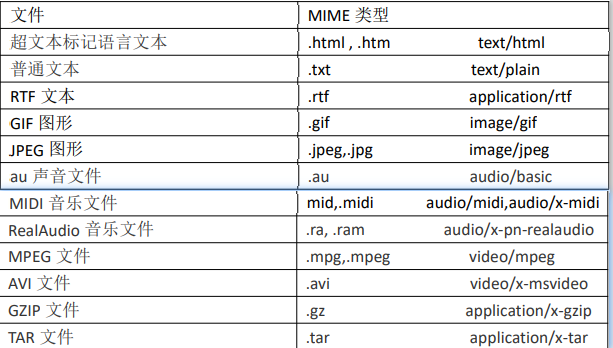 文件 MIME 类型
超文本标记语言文本 .html , .htm text/html
普通文本 .txt text/plain
RTF 文本 .rtf application/rtf
GIF 图形 .gif image/gif
JPEG 图形 .jpeg,.jpg image/jpeg
au 声音文件 .au audio/basic
MIDI 音乐文件 mid,.midi audio/midi,audio/x-midi
RealAudio 音乐文件 .ra, .ram audio/x-pn-realaudio
MPEG 文件 .mpg,.mpeg video/mpeg
AVI 文件 .avi video/x-msvideo
GZIP 文件 .gz application/x-gzip
TAR 文件 .tar application/x-tar